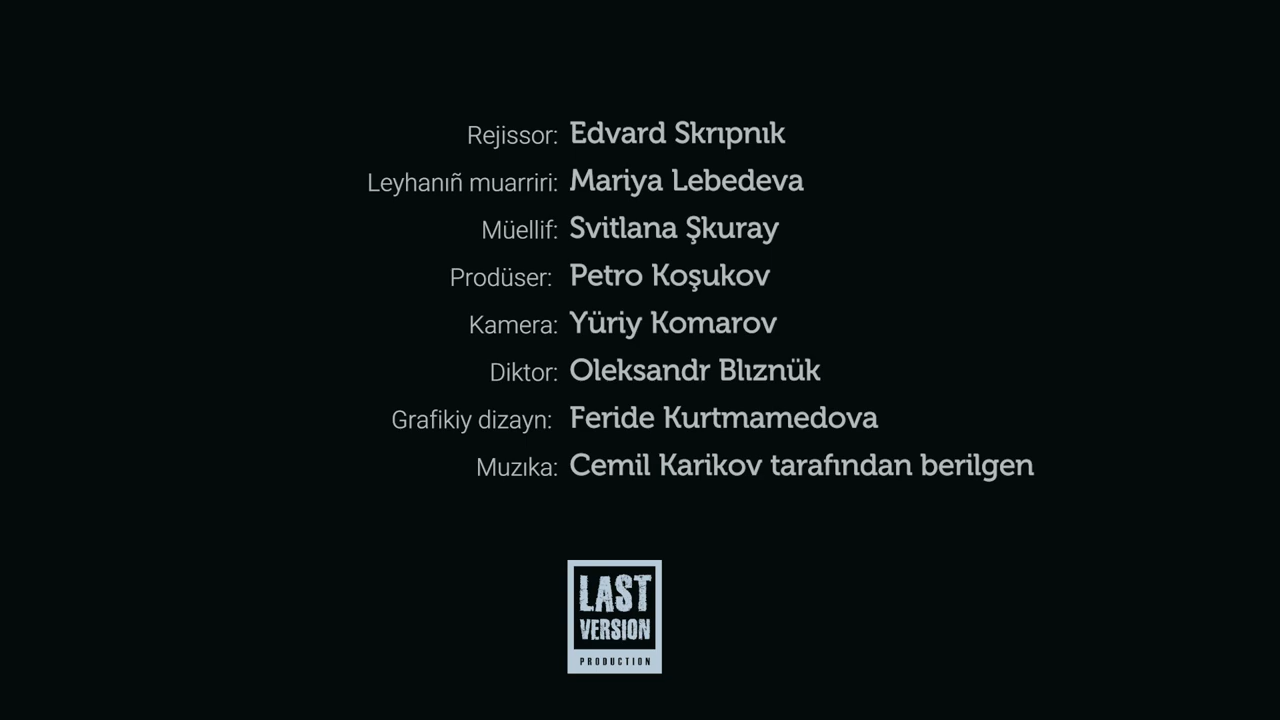 Rejissor: Edvard Skrıpnık
Leyhanıñ muarriri: Mariya Lebedeva
Müellif: Svitlana Şkuray
Prodüser: Petro Koşukov
Kamera: Yüriy Komarov
Diktor: Oleksandr Blıznük
Grafikiy dizayn: Feride Kurtmamedova
Muzıka: Cemil Karikov tarafından berilgen
LAST
VERSION
PRODUCTION